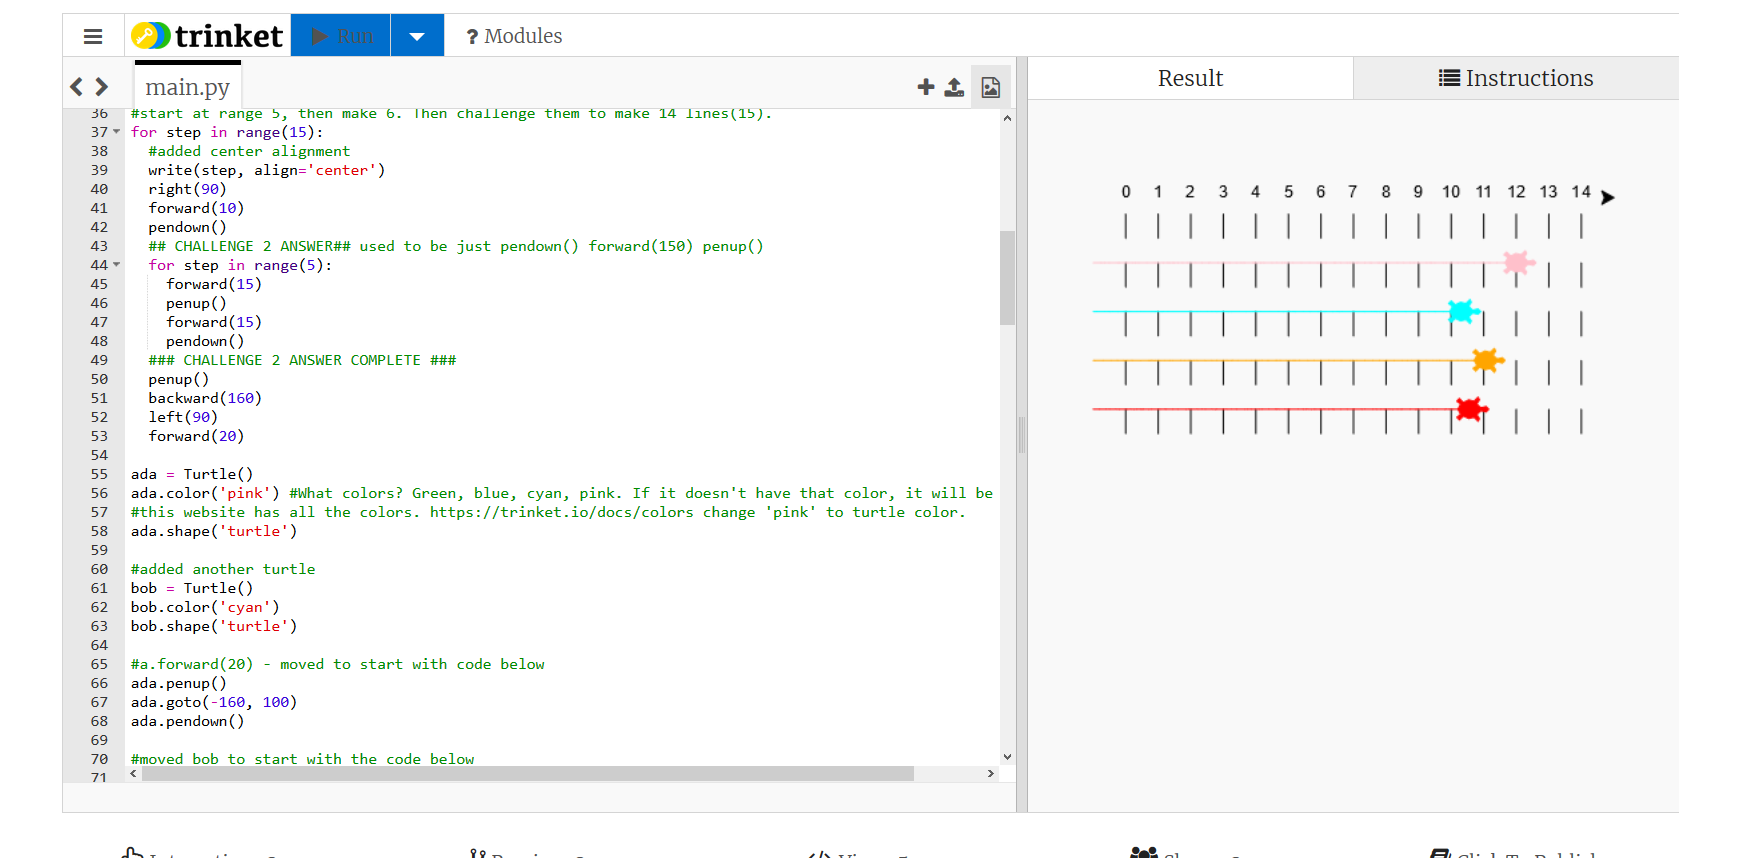 trinket Run ? Modules
main.py
Result Instructions
36 #start at range 5, then make 6. Then challenge them to make 14 lines(15).
37 for step in range(15):
38 #added center alignment
39 write(step, align='center')
40 right(90)
41 forward(10)
42 pendown()
43 ## CHALLENGE 2 ANSWER## used to be just pendown() forward(150) penup()
44 for step in range(5):
45 forward(15)
46 penup()
47 forward(15)
48 pendown()
49 ### CHALLENGE 2 ANSWER COMPLETE ###
50 penup()
51 backward(160)
52 left(90)
53 forward(20)
54
55 ada = Turtle()
56 ada.color('pink') #What colors? Green, blue, cyan, pink. If it doesn't have that color, it will be
57 #this website has all the colors. https://trinket.io/docs/colors change 'pink' to turtle color.
58 ada.shape('turtle')
59
60 #added another turtle
61 bob = Turtle()
62 bob.color('cyan')
63 bob.shape('turtle')
64
65 #a.forward(20) - moved to start with code below
66 ada.penup()
67 ada.goto(-160, 100)
68 ada.pendown()
69
70 #moved bob to start with the code below
71
0 1 2 3 4 5 6 7 8 9 10 11 12 13 14